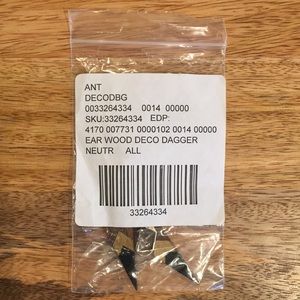 ANT
DECODBG
0033264334 0014 00000
SKU:33264334 EDP:
4170 007731 0000102 0014 00000
EAR WOOD DECO DAGGER
NEUTR ALL
33264334